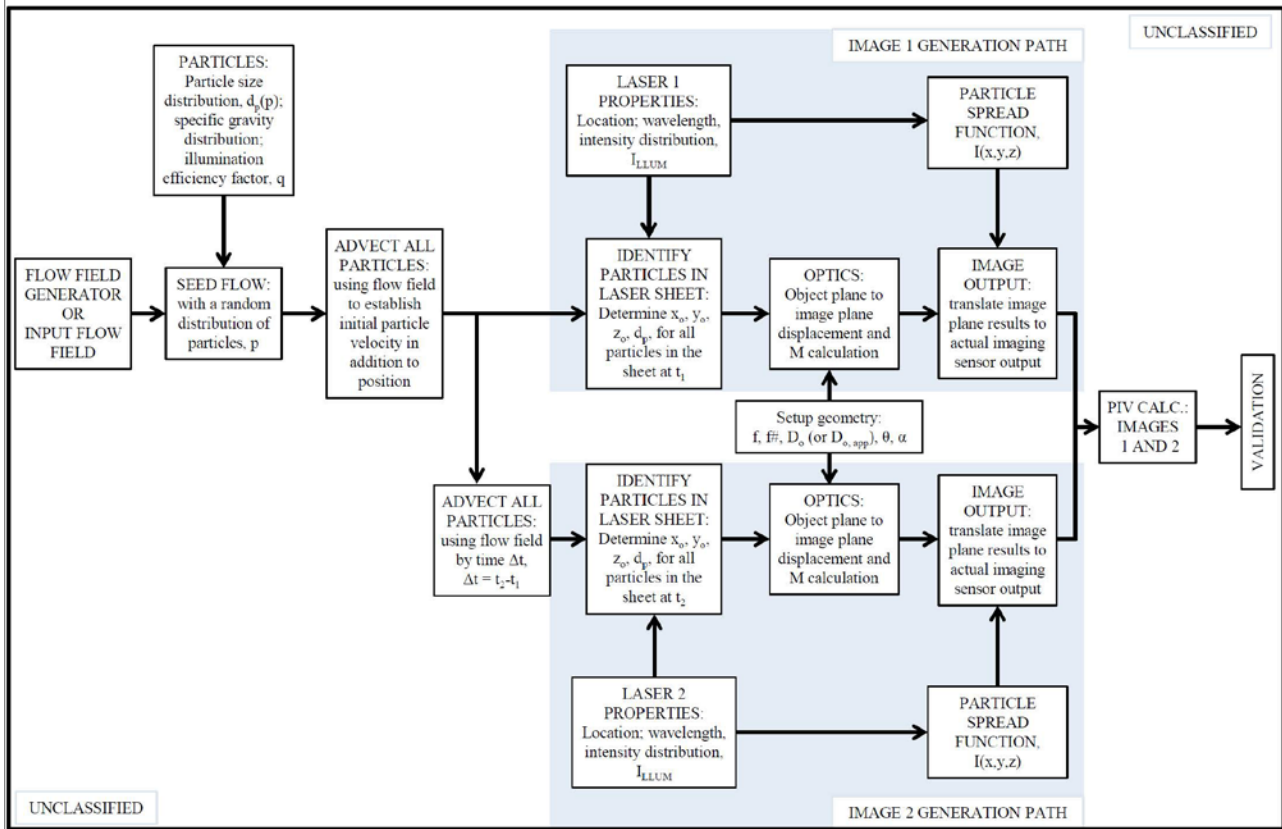 UNCLASSIFIED
IMAGE 1 GENERATION PATH
PARTICLES:
Particle size
distribution, dp(p);
specific gravity
distribution;
illumination
efficiency factor, q
LASER 1
PROPERTIES:
Location; wavelength,
intensity distribution,
ILLUM
PARTICLE
SPREAD
FUNCTION,
I(x,y,z)
FLOW FIELD
GENERATOR
OR
INPUT FLOW
FIELD
SEED FLOW:
with a random
distribution of
particles, p
ADVECT ALL
PARTICLES:
using flow field
to establish
initial particle
velocity in
addition to
position
IDENTIFY
PARTICLES IN
LASER SHEET:
Determine xo, yo,
zo, dp, for all
particles in the
sheet at t1
OPTICS:
Object plane to
image plane
displacement and
M calculation
IMAGE
OUTPUT:
translate image
plane results to
actual imaging
sensor output
Setup geometry:
f, f#, Do (or Do, app), θ, α
PIV CALC.:
IMAGES
1 AND 2
VALIDATION
ADVECT ALL
PARTICLES:
using flow field
by time Δt,
Δt = t2-t1
IDENTIFY
PARTICLES IN
LASER SHEET:
Determine xo, yo,
zo, dp, for all
particles in the
sheet at t2
OPTICS:
Object plane to
image plane
displacement and
M calculation
IMAGE
OUTPUT:
translate image
plane results to
actual imaging
sensor output
LASER 2
PROPERTIES:
Location; wavelength,
intensity distribution,
ILLUM
PARTICLE
SPREAD
FUNCTION,
I(x,y,z)
UNCLASSIFIED
IMAGE 2 GENERATION PATH